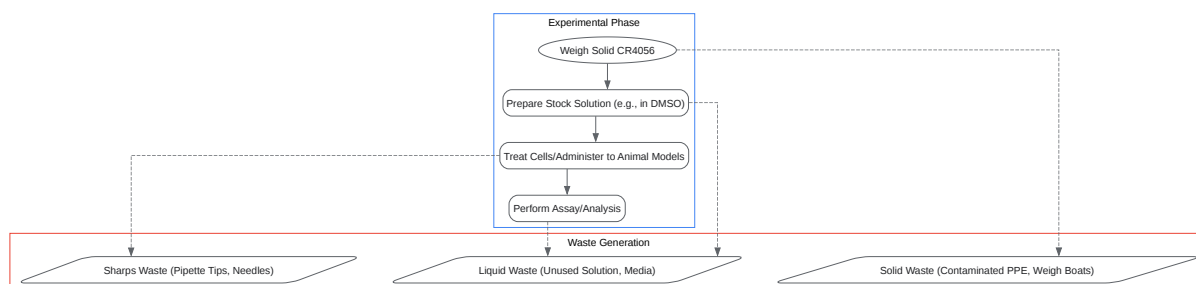 Experimental Phase
Weigh Solid CR4056
Prepare Stock Solution (e.g., in DMSO)
Treat Cells/Administer to Animal Models
Perform Assay/Analysis
Waste Generation
Sharps Waste (Pipette Tips, Needles)
Liquid Waste (Unused Solution, Media)
Solid Waste (Contaminated PPE, Weigh Boats)